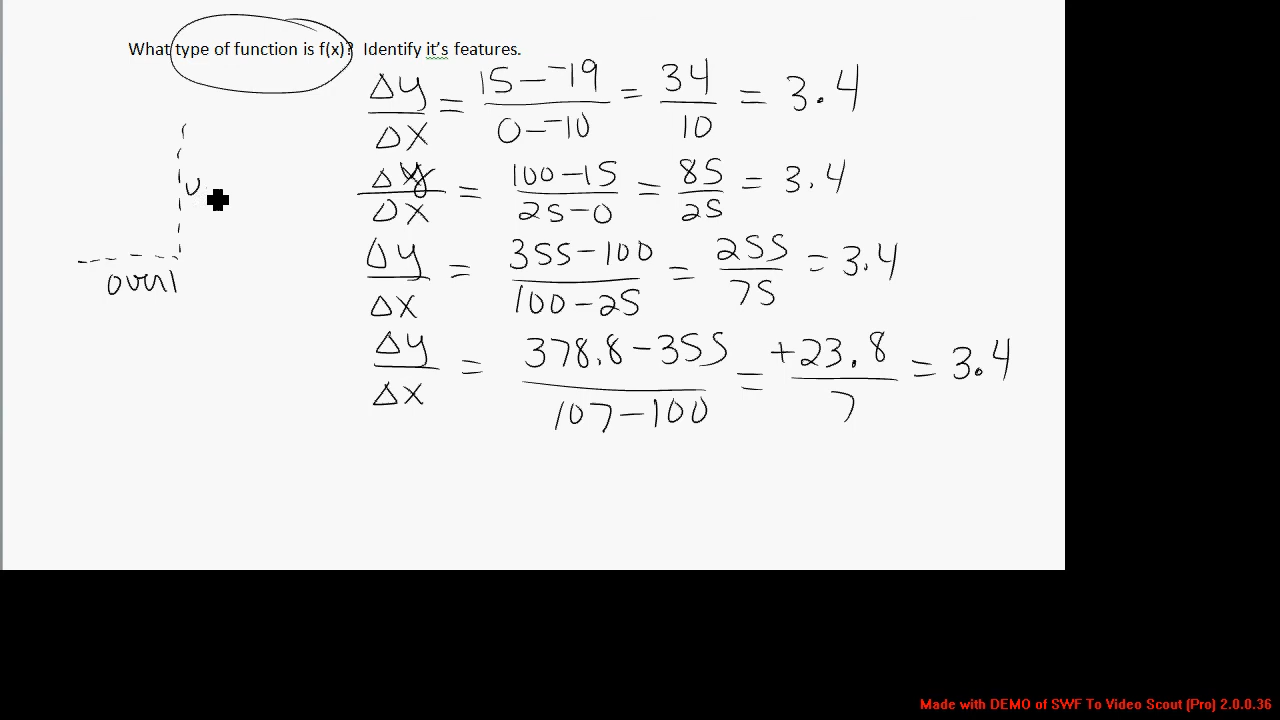 What type of function is f(x)? Identify it's features.
Δy/Δx = 15 - -19 / 0 - -10 = 34/10 = 3.4
Δy/Δx = 100 - 15 / 25 - 0 = 85/25 = 3.4
Δy/Δx = 355 - 100 / 100 - 25 = 255/75 = 3.4
Δy/Δx = 378.8 - 355 / 107 - 100 = +23.8/7 = 3.4
u
over 1
Made with DEMO of SWF To Video Scout (Pro) 2.0.0.36